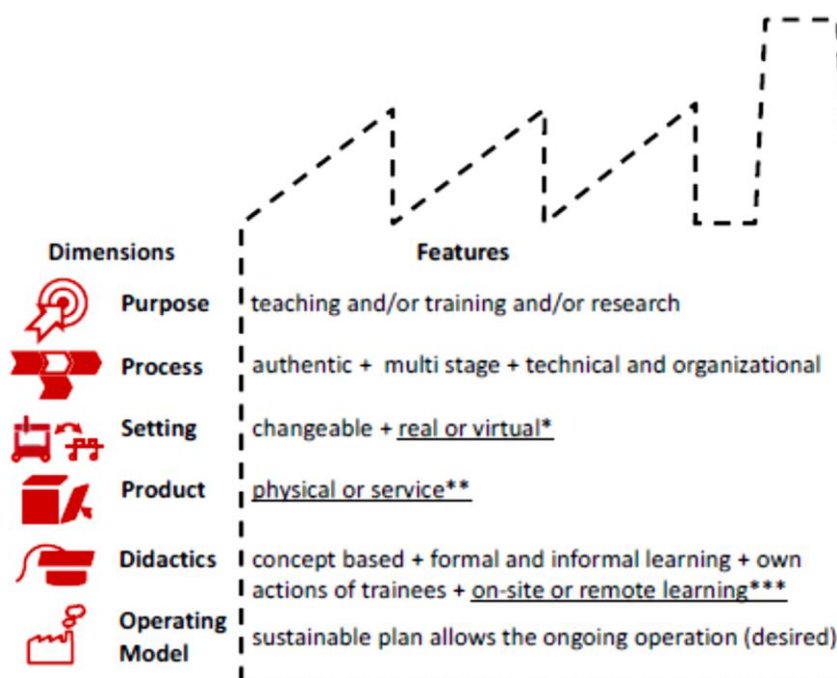 Dimensions Features
Purpose teaching and/or training and/or research
Process authentic + multi stage + technical and organizational
Setting changeable + real or virtual*
Product physical or service**
Didactics concept based + formal and informal learning + own
actions of trainees + on-site or remote learning***
Operating
Model sustainable plan allows the ongoing operation (desired)